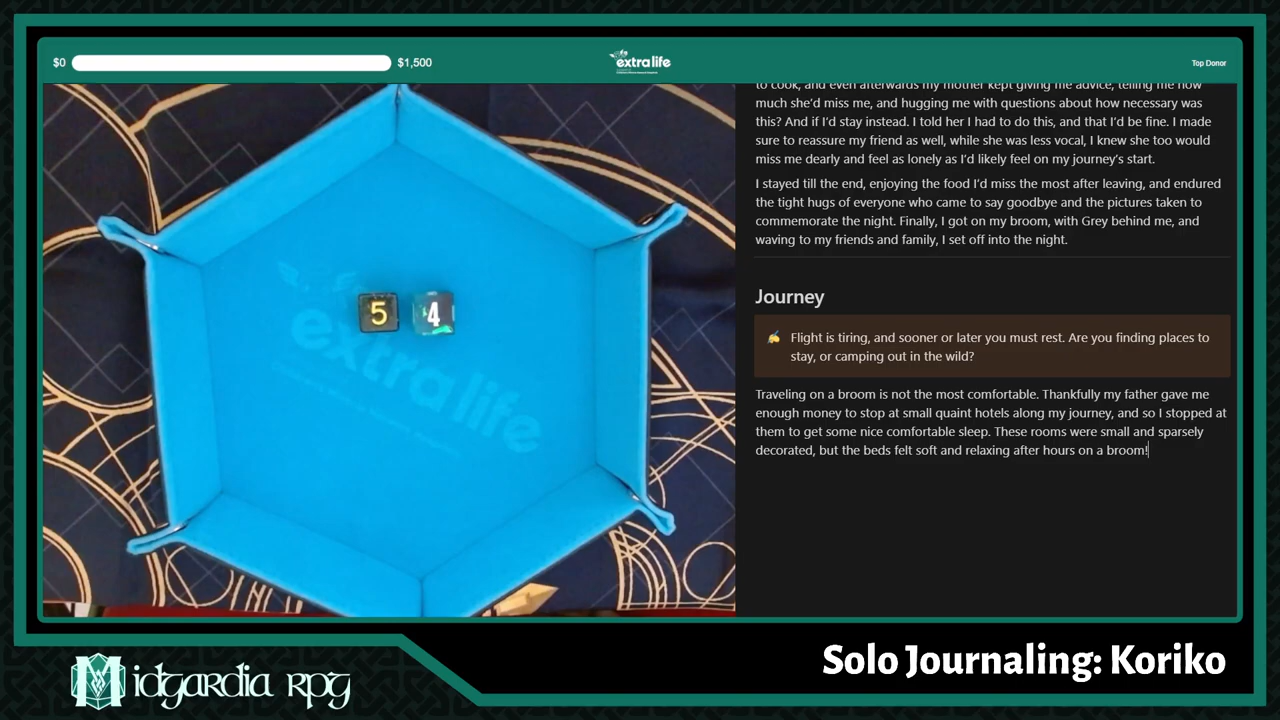 $0
$1,500
extralife
Top Donor
to cook, and even afterwards my mother kept giving me advice, telling me how
much she'd miss me, and hugging me with questions about how necessary was
this? And if I'd stay instead. I told her I had to do this, and that I'd be fine. I made
sure to reassure my friend as well, while she was less vocal, I knew she too would
miss me dearly and feel as lonely as I'd likely feel on my journey's start.
I stayed till the end, enjoying the food I'd miss the most after leaving, and endured
the tight hugs of everyone who came to say goodbye and the pictures taken to
commemorate the night. Finally, I got on my broom, with Grey behind me, and
waving to my friends and family, I set off into the night.
Journey
Flight is tiring, and sooner or later you must rest. Are you finding places to
stay, or camping out in the wild?
Traveling on a broom is not the most comfortable. Thankfully my father gave me
enough money to stop at small quaint hotels along my journey, and so I stopped at
them to get some nice comfortable sleep. These rooms were small and sparsely
decorated, but the beds felt soft and relaxing after hours on a broom!
5 4
extralife
Midgardia RPG
Solo Journaling: Koriko